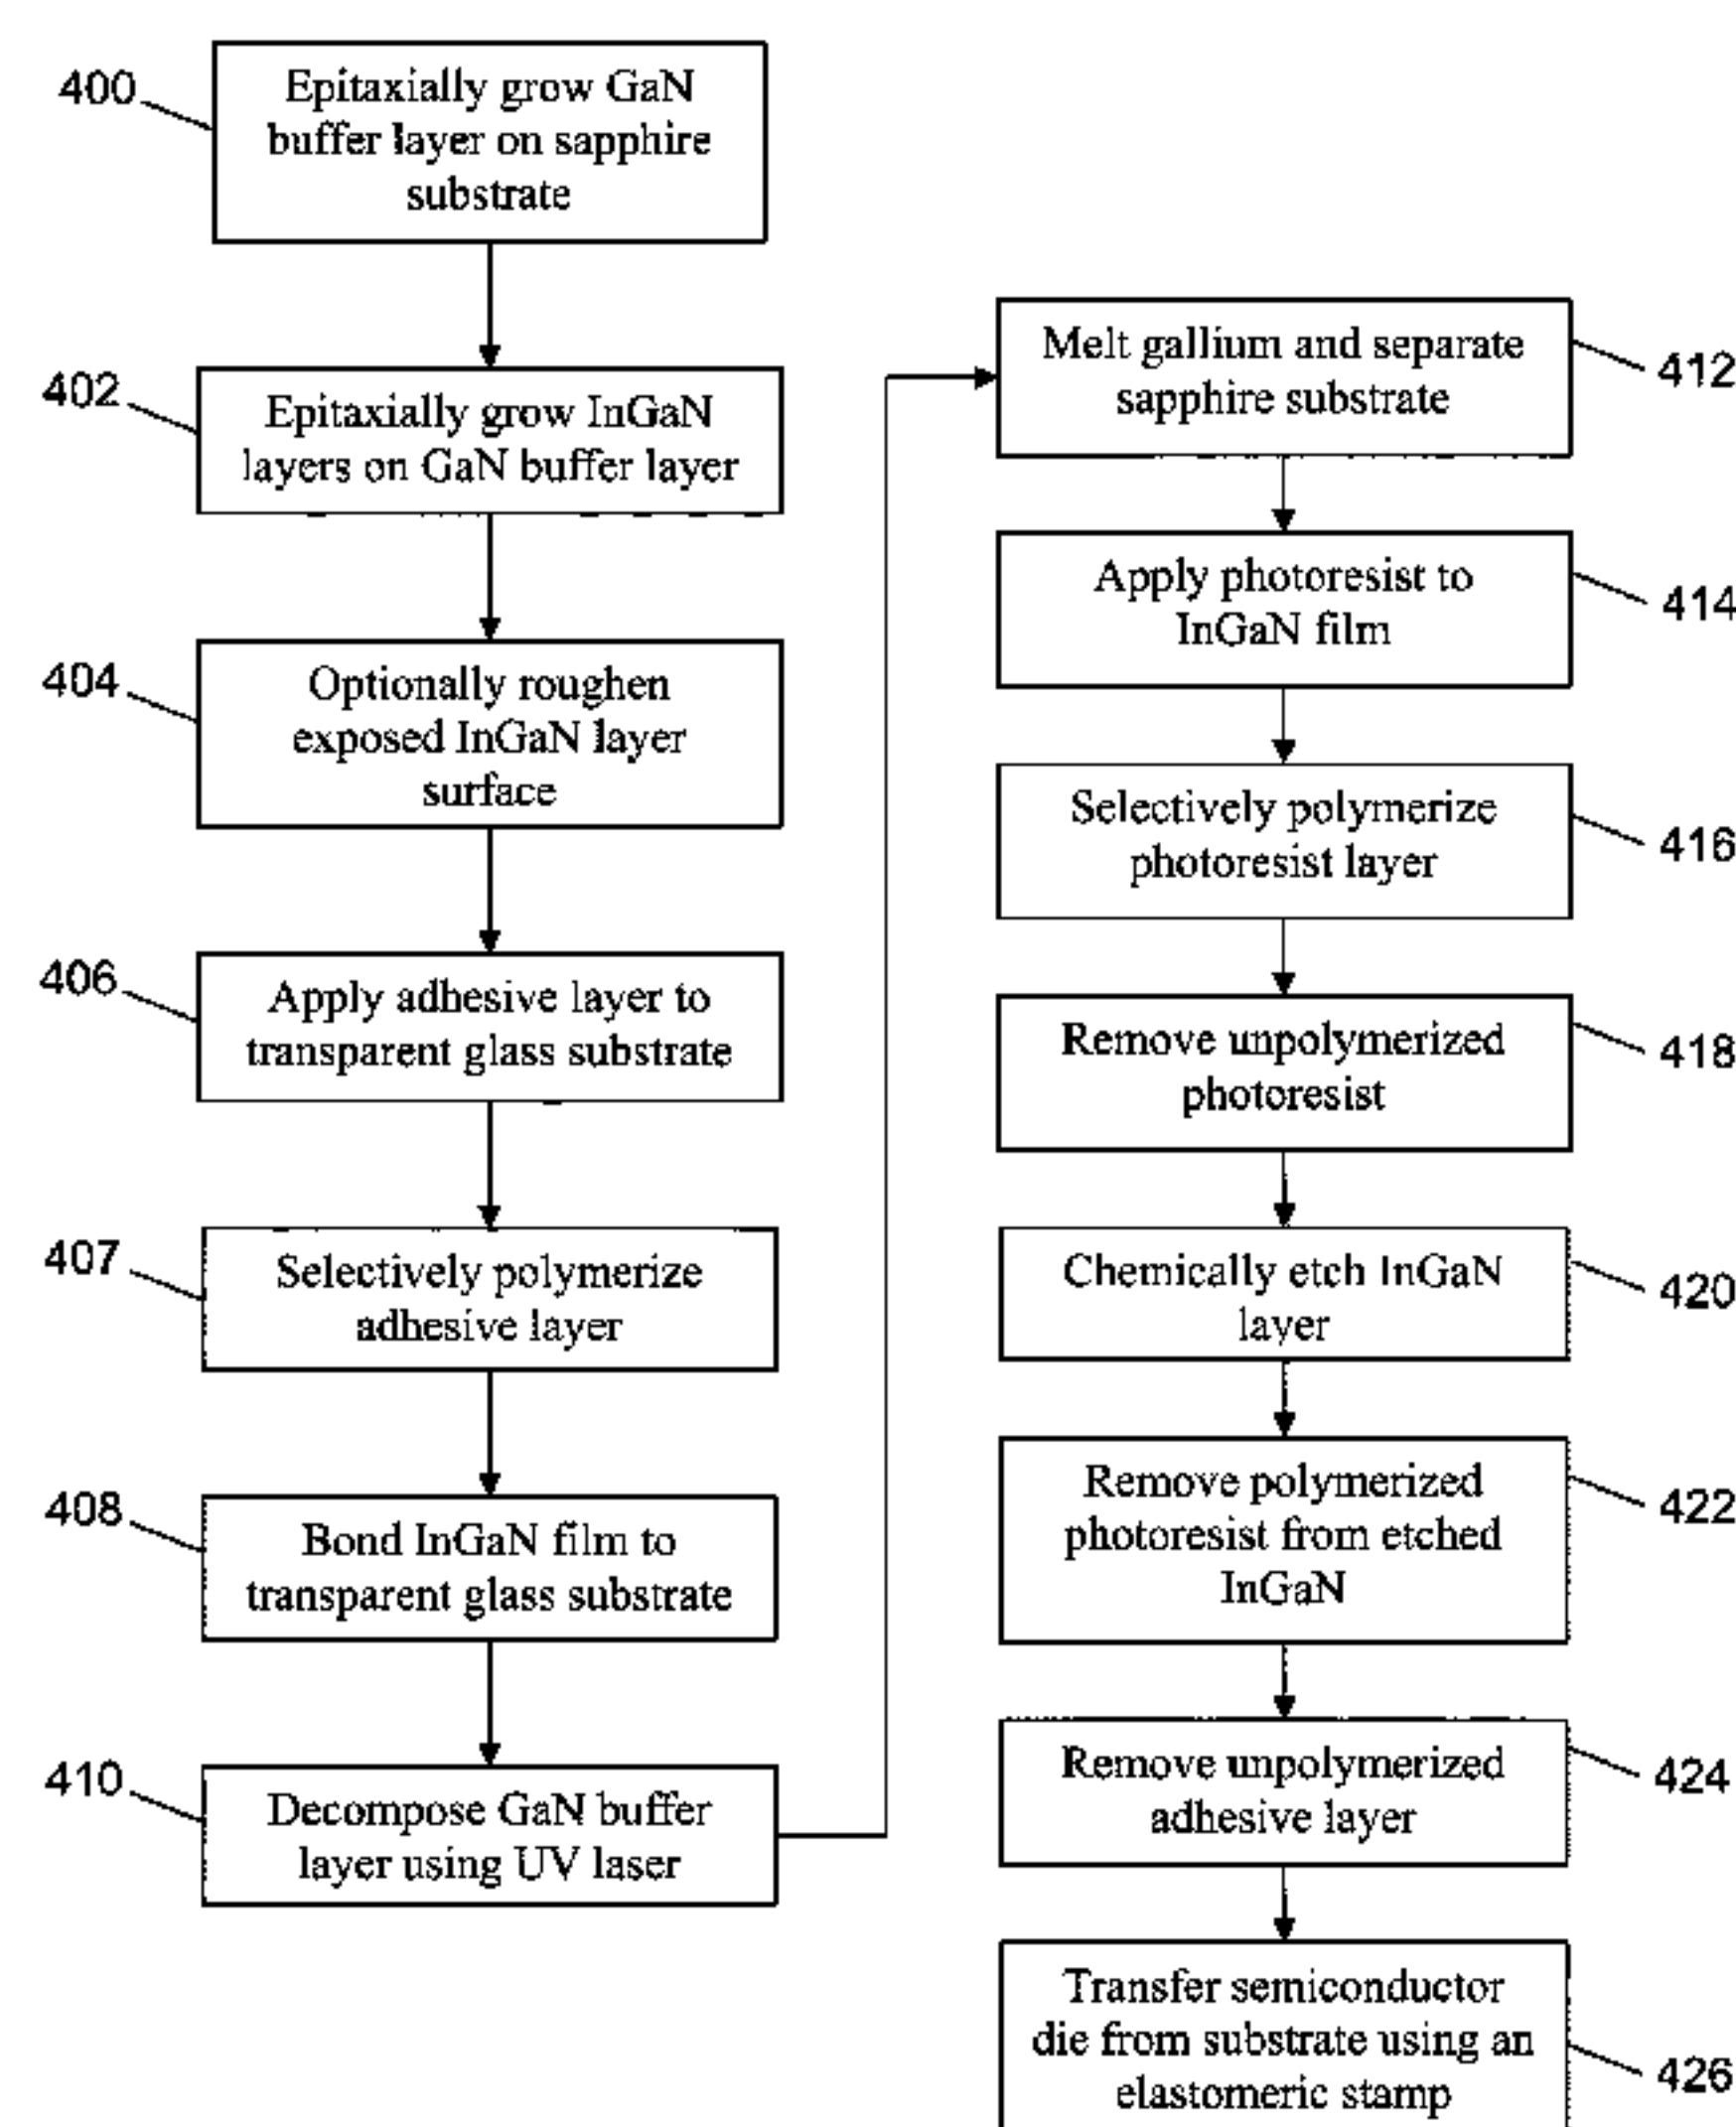 400
Epitaxially grow GaN
buffer layer on sapphire
substrate
402
Epitaxially grow InGaN
layers on GaN buffer layer
404
Optionally roughen
exposed InGaN layer
surface
406
Apply adhesive layer to
transparent glass substrate
407
Selectively polymerize
adhesive layer
408
Bond InGaN film to
transparent glass substrate
410
Decompose GaN buffer
layer using UV laser
Melt gallium and separate
sapphire substrate
412
Apply photoresist to
InGaN film
414
Selectively polymerize
photoresist layer
416
Remove unpolymerized
photoresist
418
Chemically etch InGaN
layer
420
Remove polymerized
photoresist from etched
InGaN
422
Remove unpolymerized
adhesive layer
424
Transfer semiconductor
die from substrate using an
elastomeric stamp
426